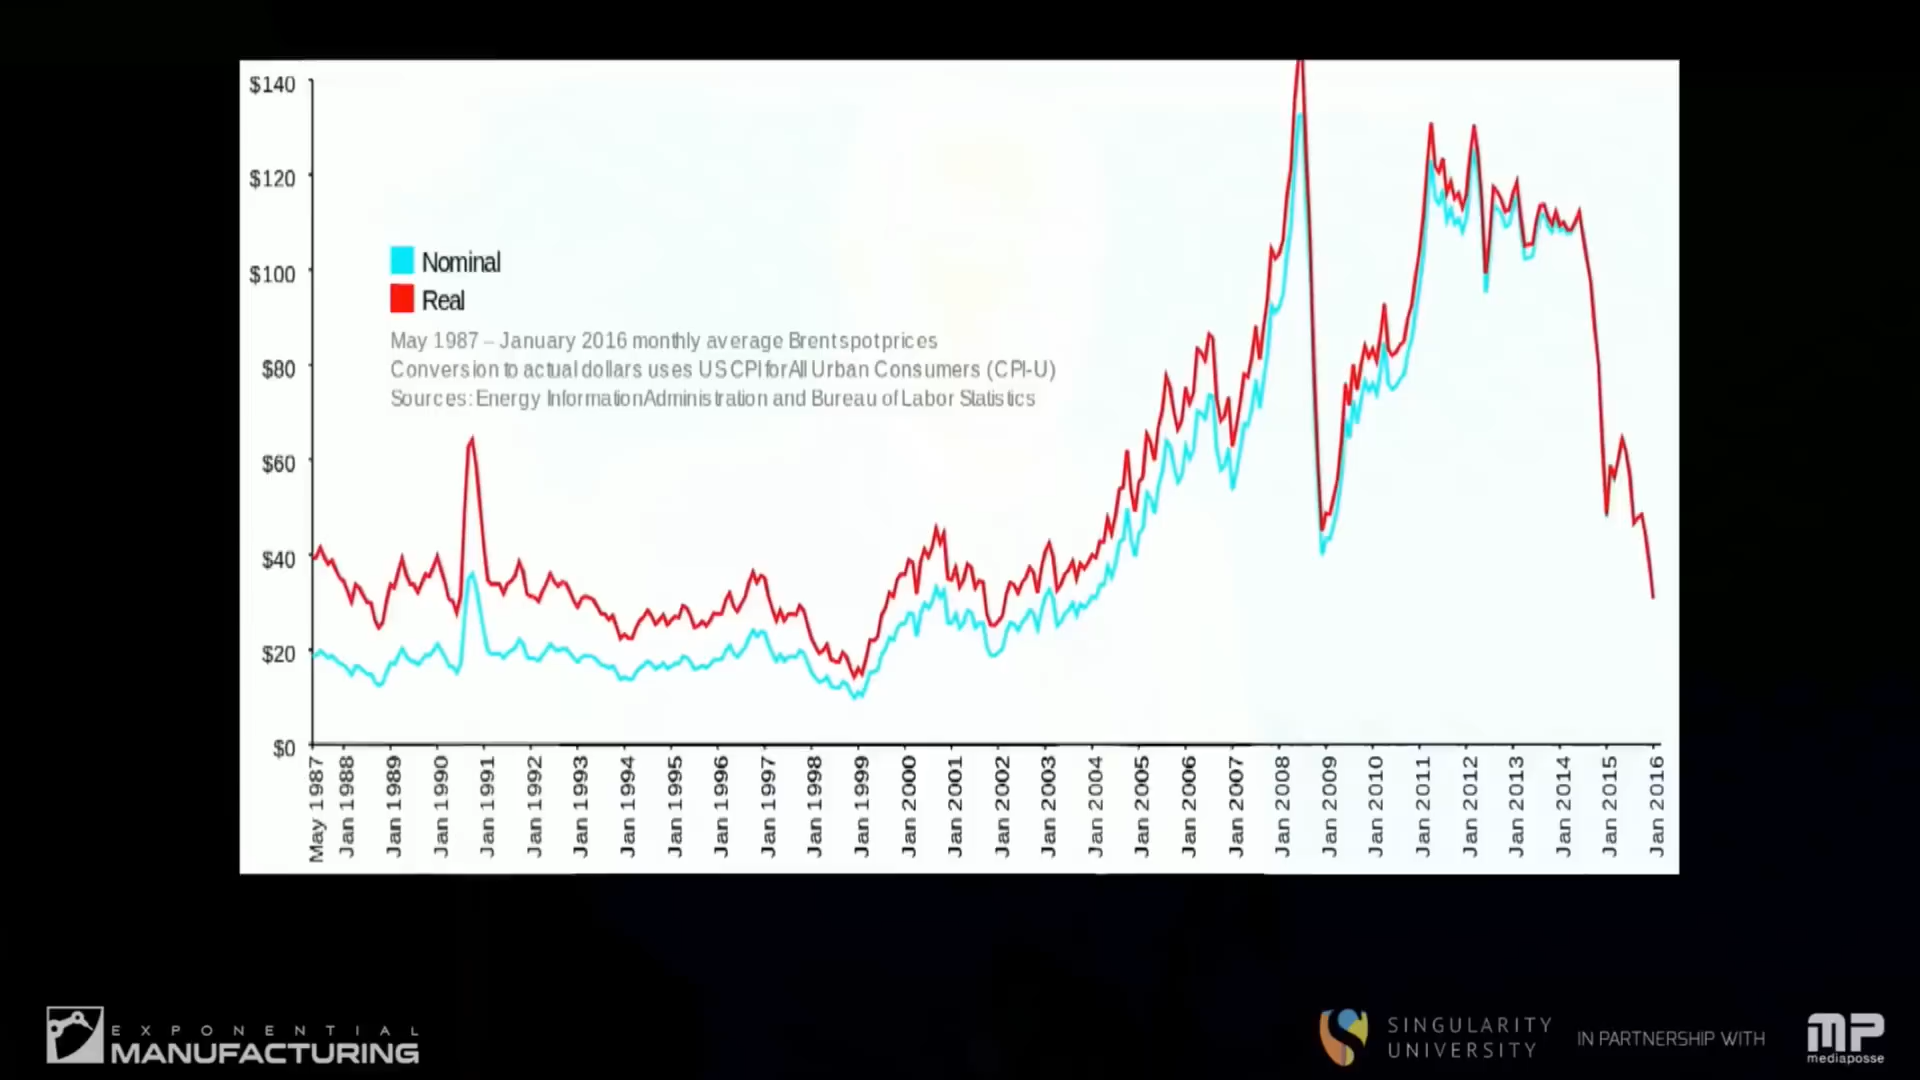 $140
$120
$100
$80
$60
$40
$20
$0
Nominal
Real
May 1987 – January 2016 monthly average Brent spot prices
Conversion to actual dollars uses US CPI for All Urban Consumers (CPI-U)
Sources: Energy Information Administration and Bureau of Labor Statistics
May 1987
Jan 1988
Jan 1989
Jan 1990
Jan 1991
Jan 1992
Jan 1993
Jan 1994
Jan 1995
Jan 1996
Jan 1997
Jan 1998
Jan 1999
Jan 2000
Jan 2001
Jan 2002
Jan 2003
Jan 2004
Jan 2005
Jan 2006
Jan 2007
Jan 2008
Jan 2009
Jan 2010
Jan 2011
Jan 2012
Jan 2013
Jan 2014
Jan 2015
Jan 2016
EXPONENTIAL
MANUFACTURING
SINGULARITY
UNIVERSITY
IN PARTNERSHIP WITH
MP
mediaposse